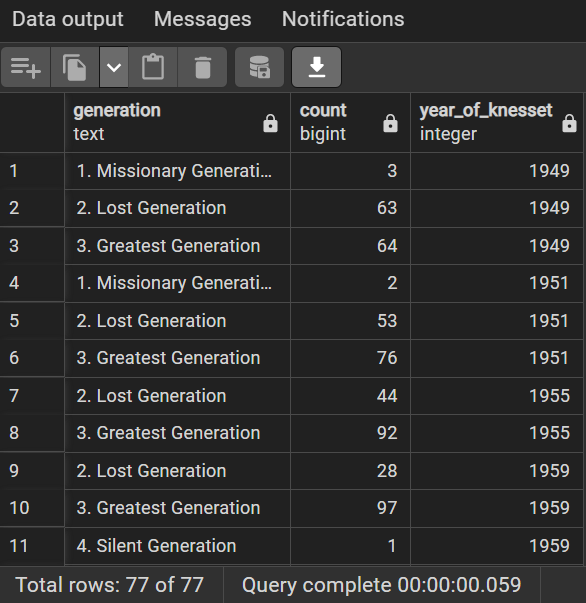 Data output Messages Notifications
generation count year_of_knesset
text bigint integer
1 1. Missionary Generati... 3 1949
2 2. Lost Generation 63 1949
3 3. Greatest Generation 64 1949
4 1. Missionary Generati... 2 1951
5 2. Lost Generation 53 1951
6 3. Greatest Generation 76 1951
7 2. Lost Generation 44 1955
8 3. Greatest Generation 92 1955
9 2. Lost Generation 28 1959
10 3. Greatest Generation 97 1959
11 4. Silent Generation 1 1959
Total rows: 77 of 77 Query complete 00:00:00.059